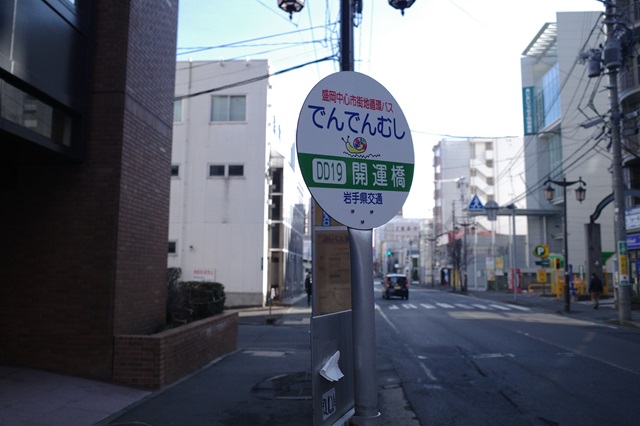 盛岡中心市街地循環バス
でんでんむし
DD19 開運橋
岩手県交通